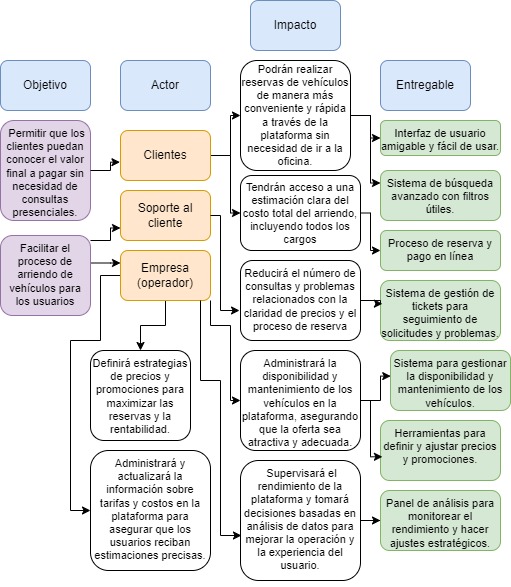 Objetivo
Actor
Impacto
Entregable
Permitir que los
clientes puedan
conocer el valor
final a pagar sin
necesidad de
consultas
presenciales.
Facilitar el
proceso de
arriendo de
vehículos para
los usuarios
Clientes
Soporte al
cliente
Empresa
(operador)
Definirá estrategias
de precios y
promociones para
maximizar las
reservas y la
rentabilidad.
Administrará y
actualizará la
información sobre
tarifas y costos en la
plataforma para
asegurar que los
usuarios reciban
estimaciones precisas.
Podrán realizar
reservas de vehículos
de manera más
conveniente y rápida
a través de la
plataforma sin
necesidad de ir a la
oficina.
Tendrán acceso a una
estimación clara del
costo total del arriendo,
incluyendo todos los
cargos
Reducirá el número de
consultas y problemas
relacionados con la
claridad de precios y el
proceso de reserva
Administrará la
disponibilidad y
mantenimiento de los
vehículos en la
plataforma, asegurando
que la oferta sea
atractiva y adecuada.
Supervisará el
rendimiento de la
plataforma y tomará
decisiones basadas en
análisis de datos para
mejorar la operación y
la experiencia del
usuario.
Interfaz de usuario
amigable y fácil de usar.
Sistema de búsqueda
avanzado con filtros
útiles.
Proceso de reserva y
pago en línea
Sistema de gestión de
tickets para
seguimiento de
solicitudes y problemas.
Sistema para gestionar
la disponibilidad y
mantenimiento de los
vehículos.
Herramientas para
definir y ajustar precios
y promociones.
Panel de análisis para
monitorear el
rendimiento y hacer
ajustes estratégicos.